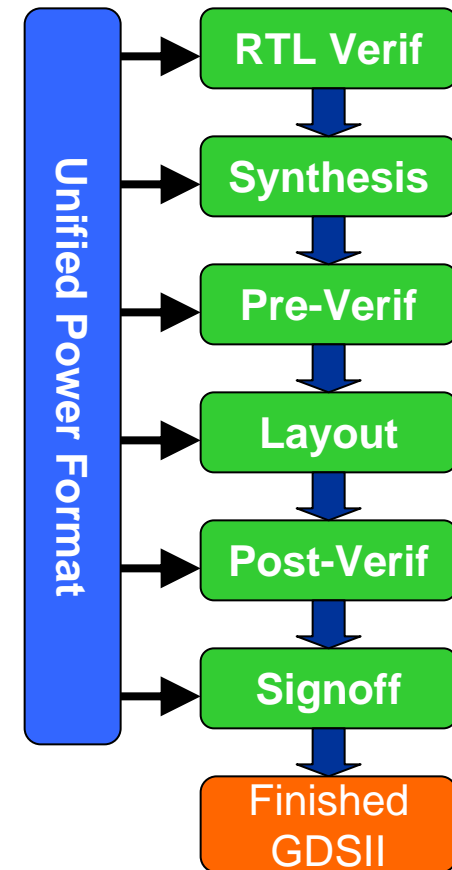 Unified Power Format
RTL Verif
Synthesis
Pre-Verif
Layout
Post-Verif
Signoff
Finished
GDSII